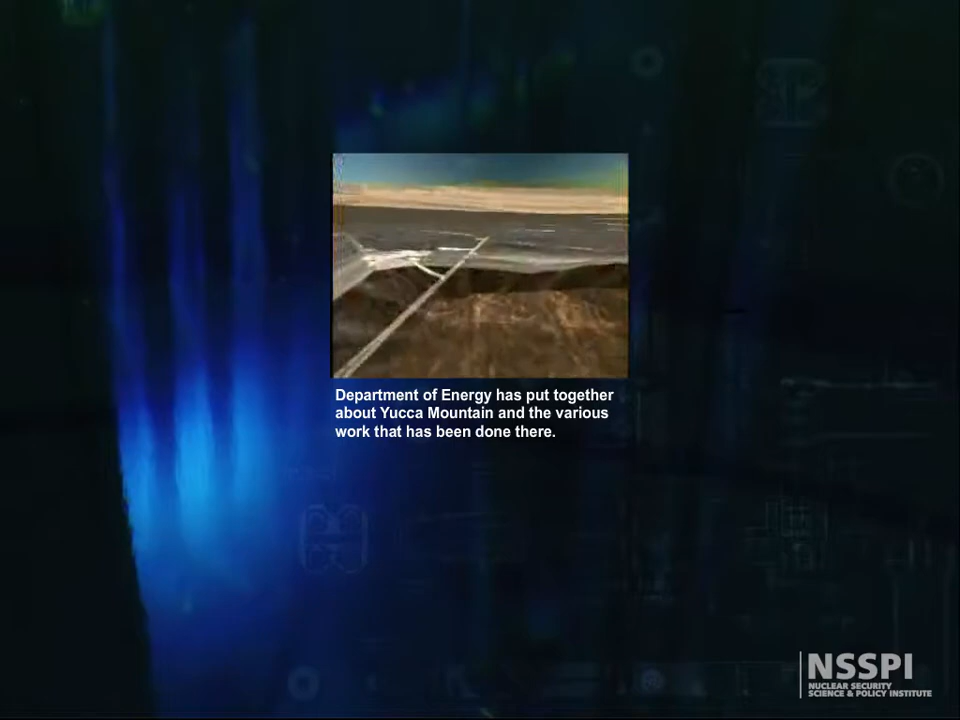 Department of Energy has put together
about Yucca Mountain and the various
work that has been done there.
NSSPI
NUCLEAR SECURITY
SCIENCE & POLICY INSTITUTE